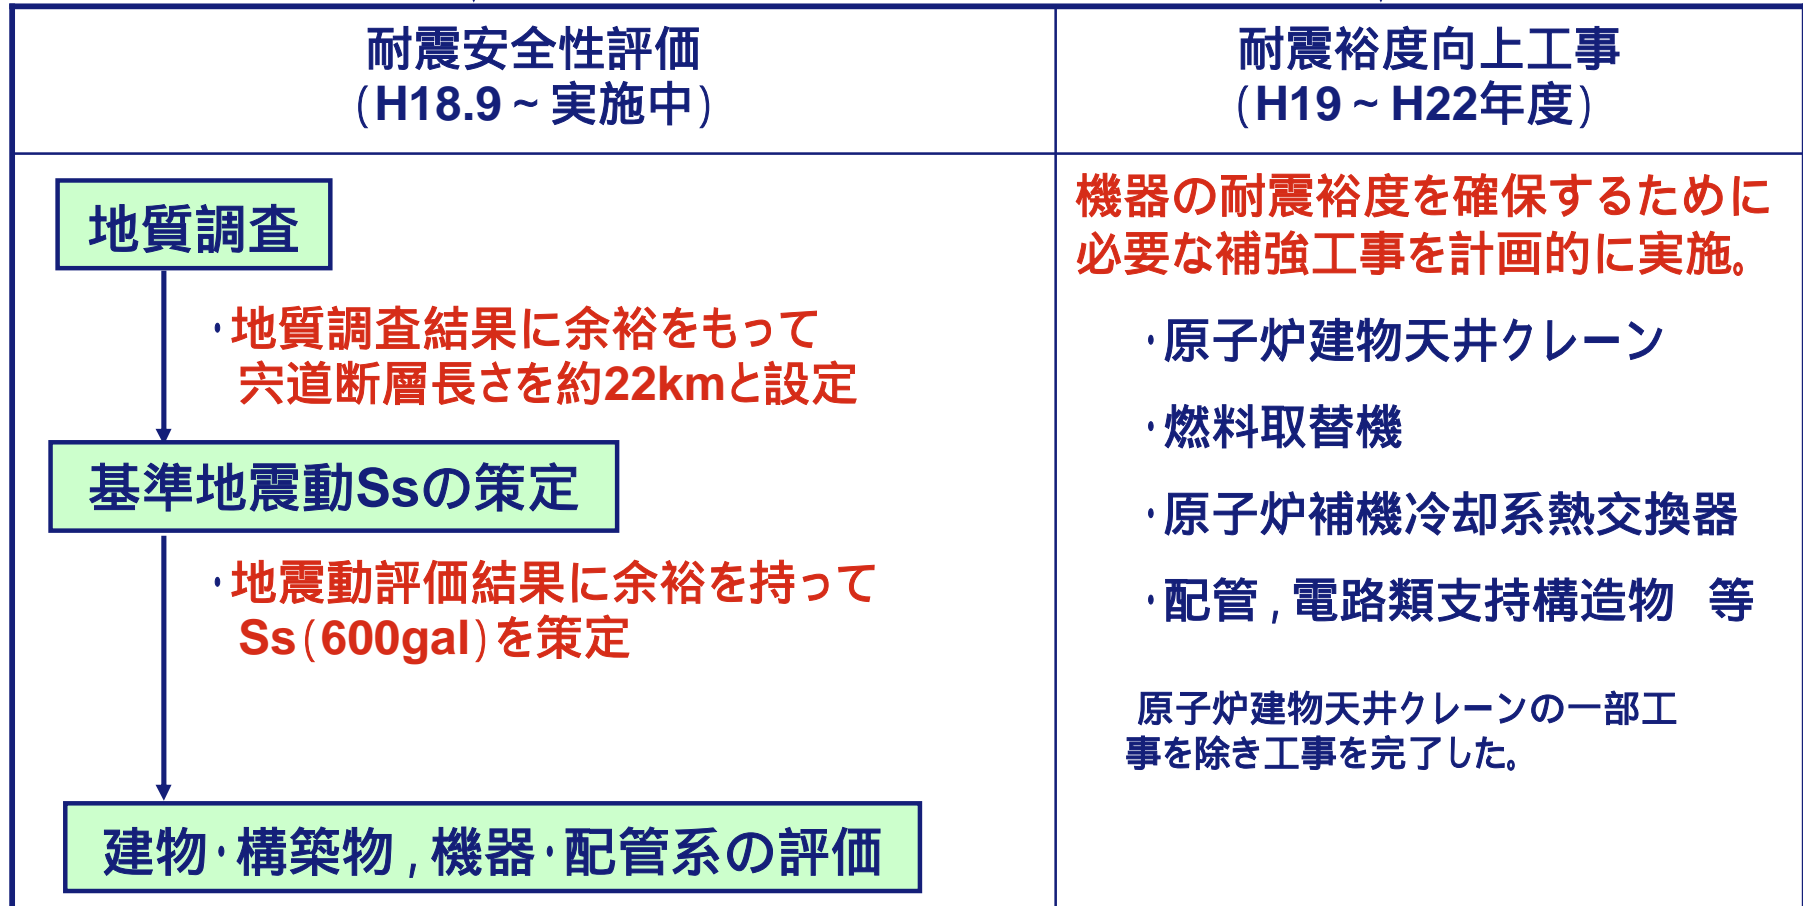 耐震安全性評価
（H18.9～実施中）
地質調査
・地質調査結果に余裕をもって
宍道断層長さを約22kmと設定
基準地震動Ssの策定
・地震動評価結果に余裕を持って
Ss（600gal）を策定
建物・構築物，機器・配管系の評価
耐震裕度向上工事
（H19～H22年度）
機器の耐震裕度を確保するために
必要な補強工事を計画的に実施。
・原子炉建物天井クレーン
・燃料取替機
・原子炉補機冷却系熱交換器
・配管，電路類支持構造物　等
原子炉建物天井クレーンの一部工
事を除き工事を完了した。